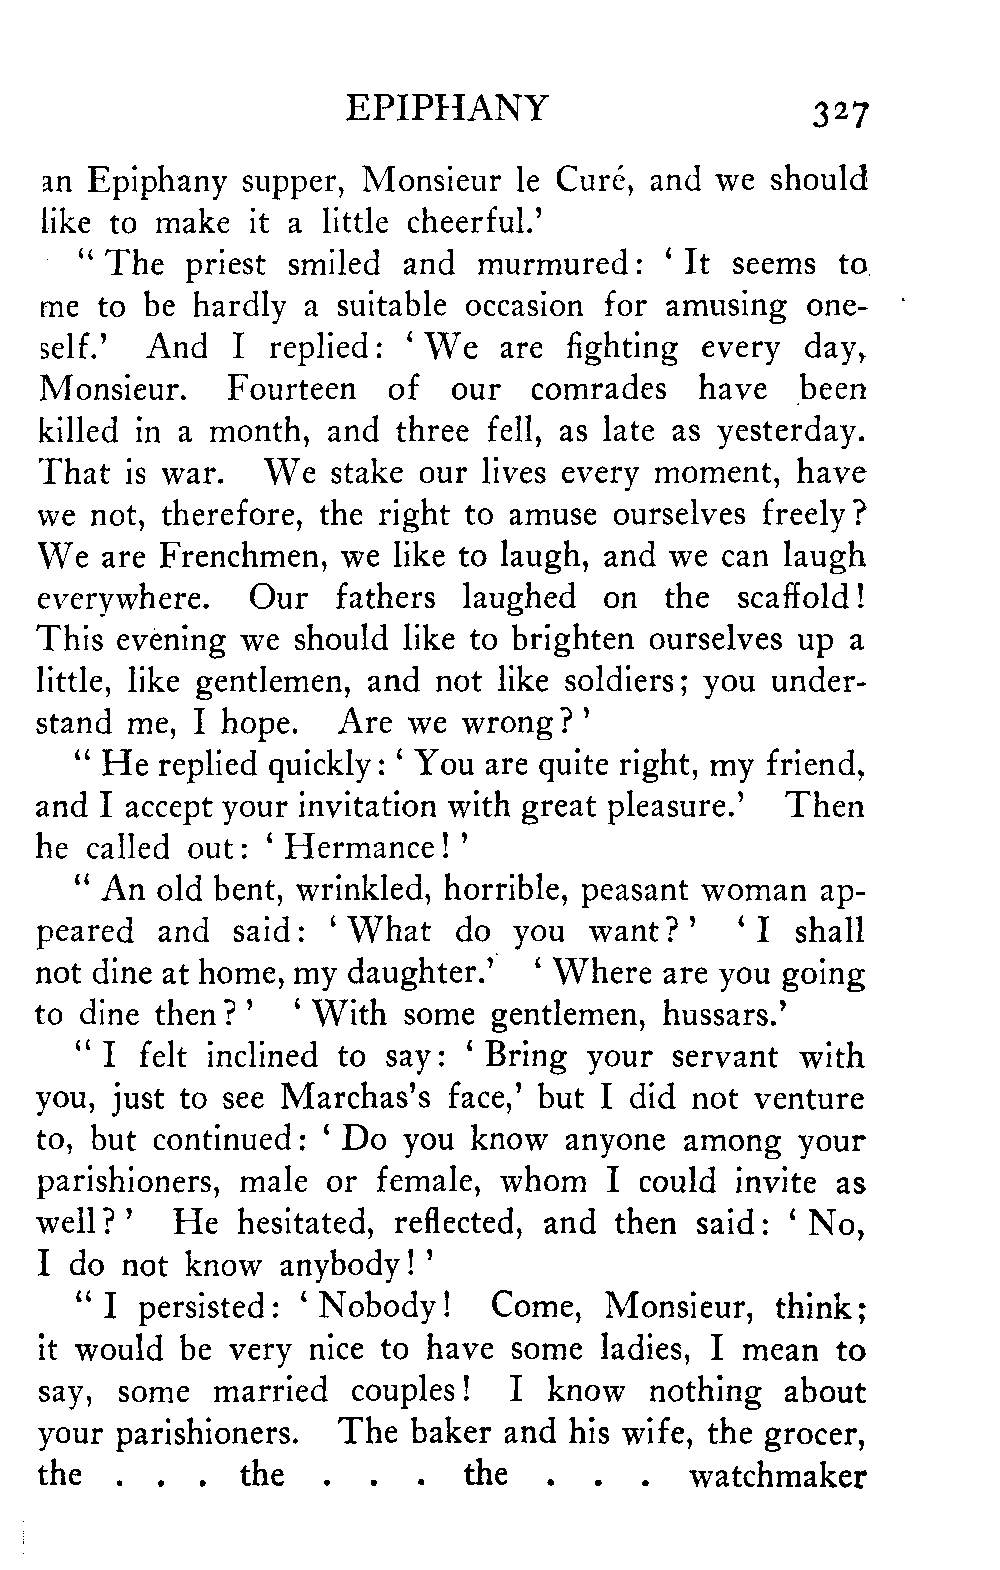 EPIPHANY 327
an Epiphany supper, Monsieur le Curé, and we should
like to make it a little cheerful.’
“ The priest smiled and murmured: ‘ It seems to
me to be hardly a suitable occasion for amusing one-
self.’ And I replied: ‘ We are fighting every day,
Monsieur. Fourteen of our comrades have been
killed in a month, and three fell, as late as yesterday.
That is war. We stake our lives every moment, have
we not, therefore, the right to amuse ourselves freely?
We are Frenchmen, we like to laugh, and we can laugh
everywhere. Our fathers laughed on the scaffold!
This evening we should like to brighten ourselves up a
little, like gentlemen, and not like soldiers; you under-
stand me, I hope. Are we wrong? ’
“ He replied quickly: ‘ You are quite right, my friend,
and I accept your invitation with great pleasure.’ Then
he called out: ‘ Hermance! ’
“ An old bent, wrinkled, horrible, peasant woman ap-
peared and said: ‘ What do you want? ’ ‘ I shall
not dine at home, my daughter.’ ‘ Where are you going
to dine then? ’ ‘ With some gentlemen, hussars.’
“ I felt inclined to say: ‘ Bring your servant with
you, just to see Marchas’s face,’ but I did not venture
to, but continued: ‘ Do you know anyone among your
parishioners, male or female, whom I could invite as
well? ’ He hesitated, reflected, and then said: ‘ No,
I do not know anybody! ’
“ I persisted: ‘ Nobody! Come, Monsieur, think;
it would be very nice to have some ladies, I mean to
say, some married couples! I know nothing about
your parishioners. The baker and his wife, the grocer,
the . . . the . . . the . . . watchmaker